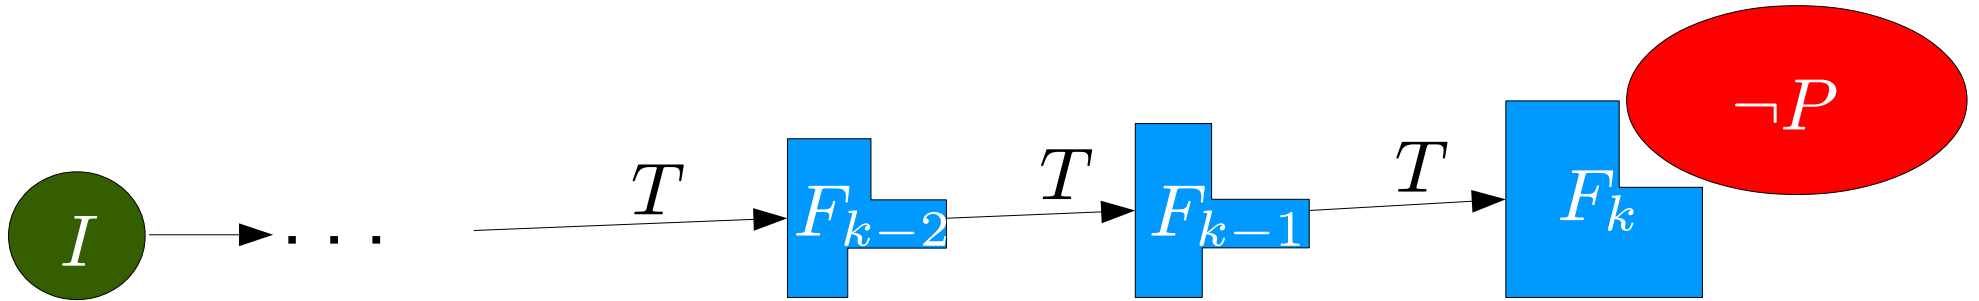 I
. . .
T
F_{k-2}
T
F_{k-1}
T
F_k
¬P